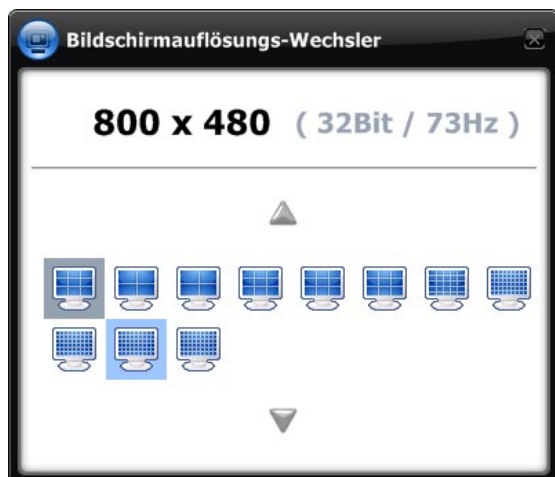 Bildschirmauflösungs-Wechsler
800 x 480 ( 32Bit / 73Hz )